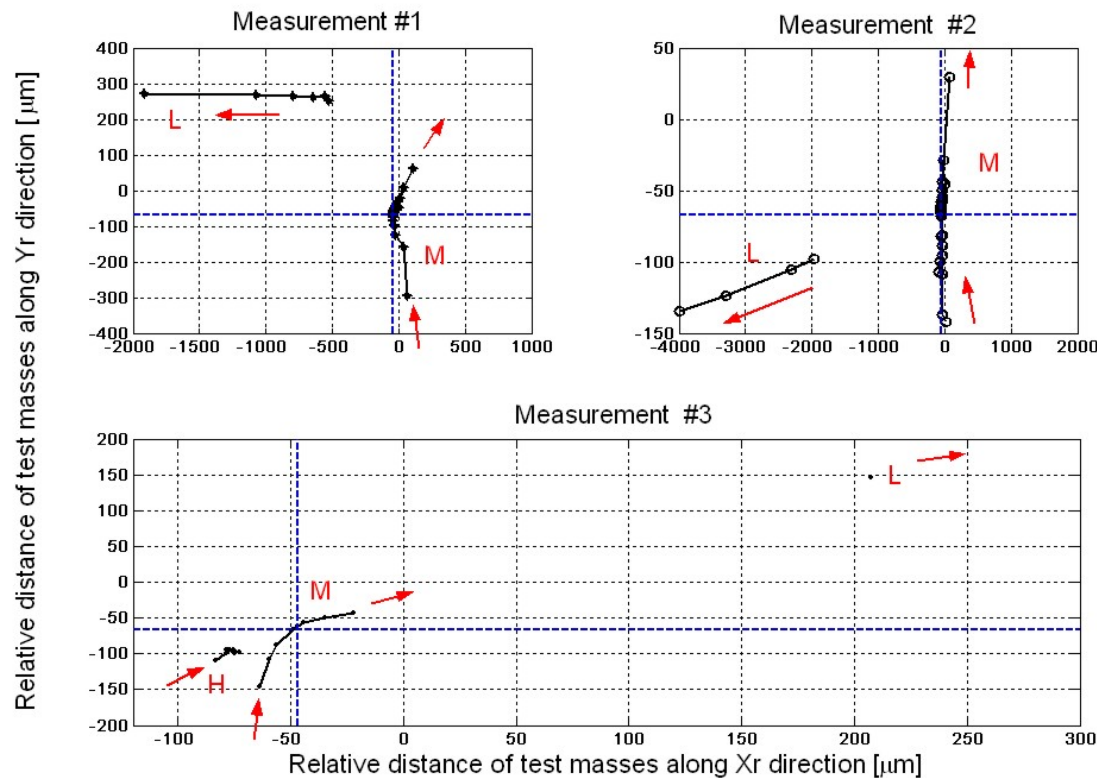 Measurement #1
Measurement #2
400
300
200
100
0
-100
-200
-300
-400
-2000 -1500 -1000 -500 0 500 1000
L
M
50
0
-50
-100
-150
-4000 -3000 -2000 -1000 0 1000 2000
M
L
Measurement #3
200
150
100
50
0
-50
-100
-150
-200
-100 -50 0 50 100 150 200 250 300
L
M
H
Relative distance of test masses along Yr direction [μm]
Relative distance of test masses along Xr direction [μm]